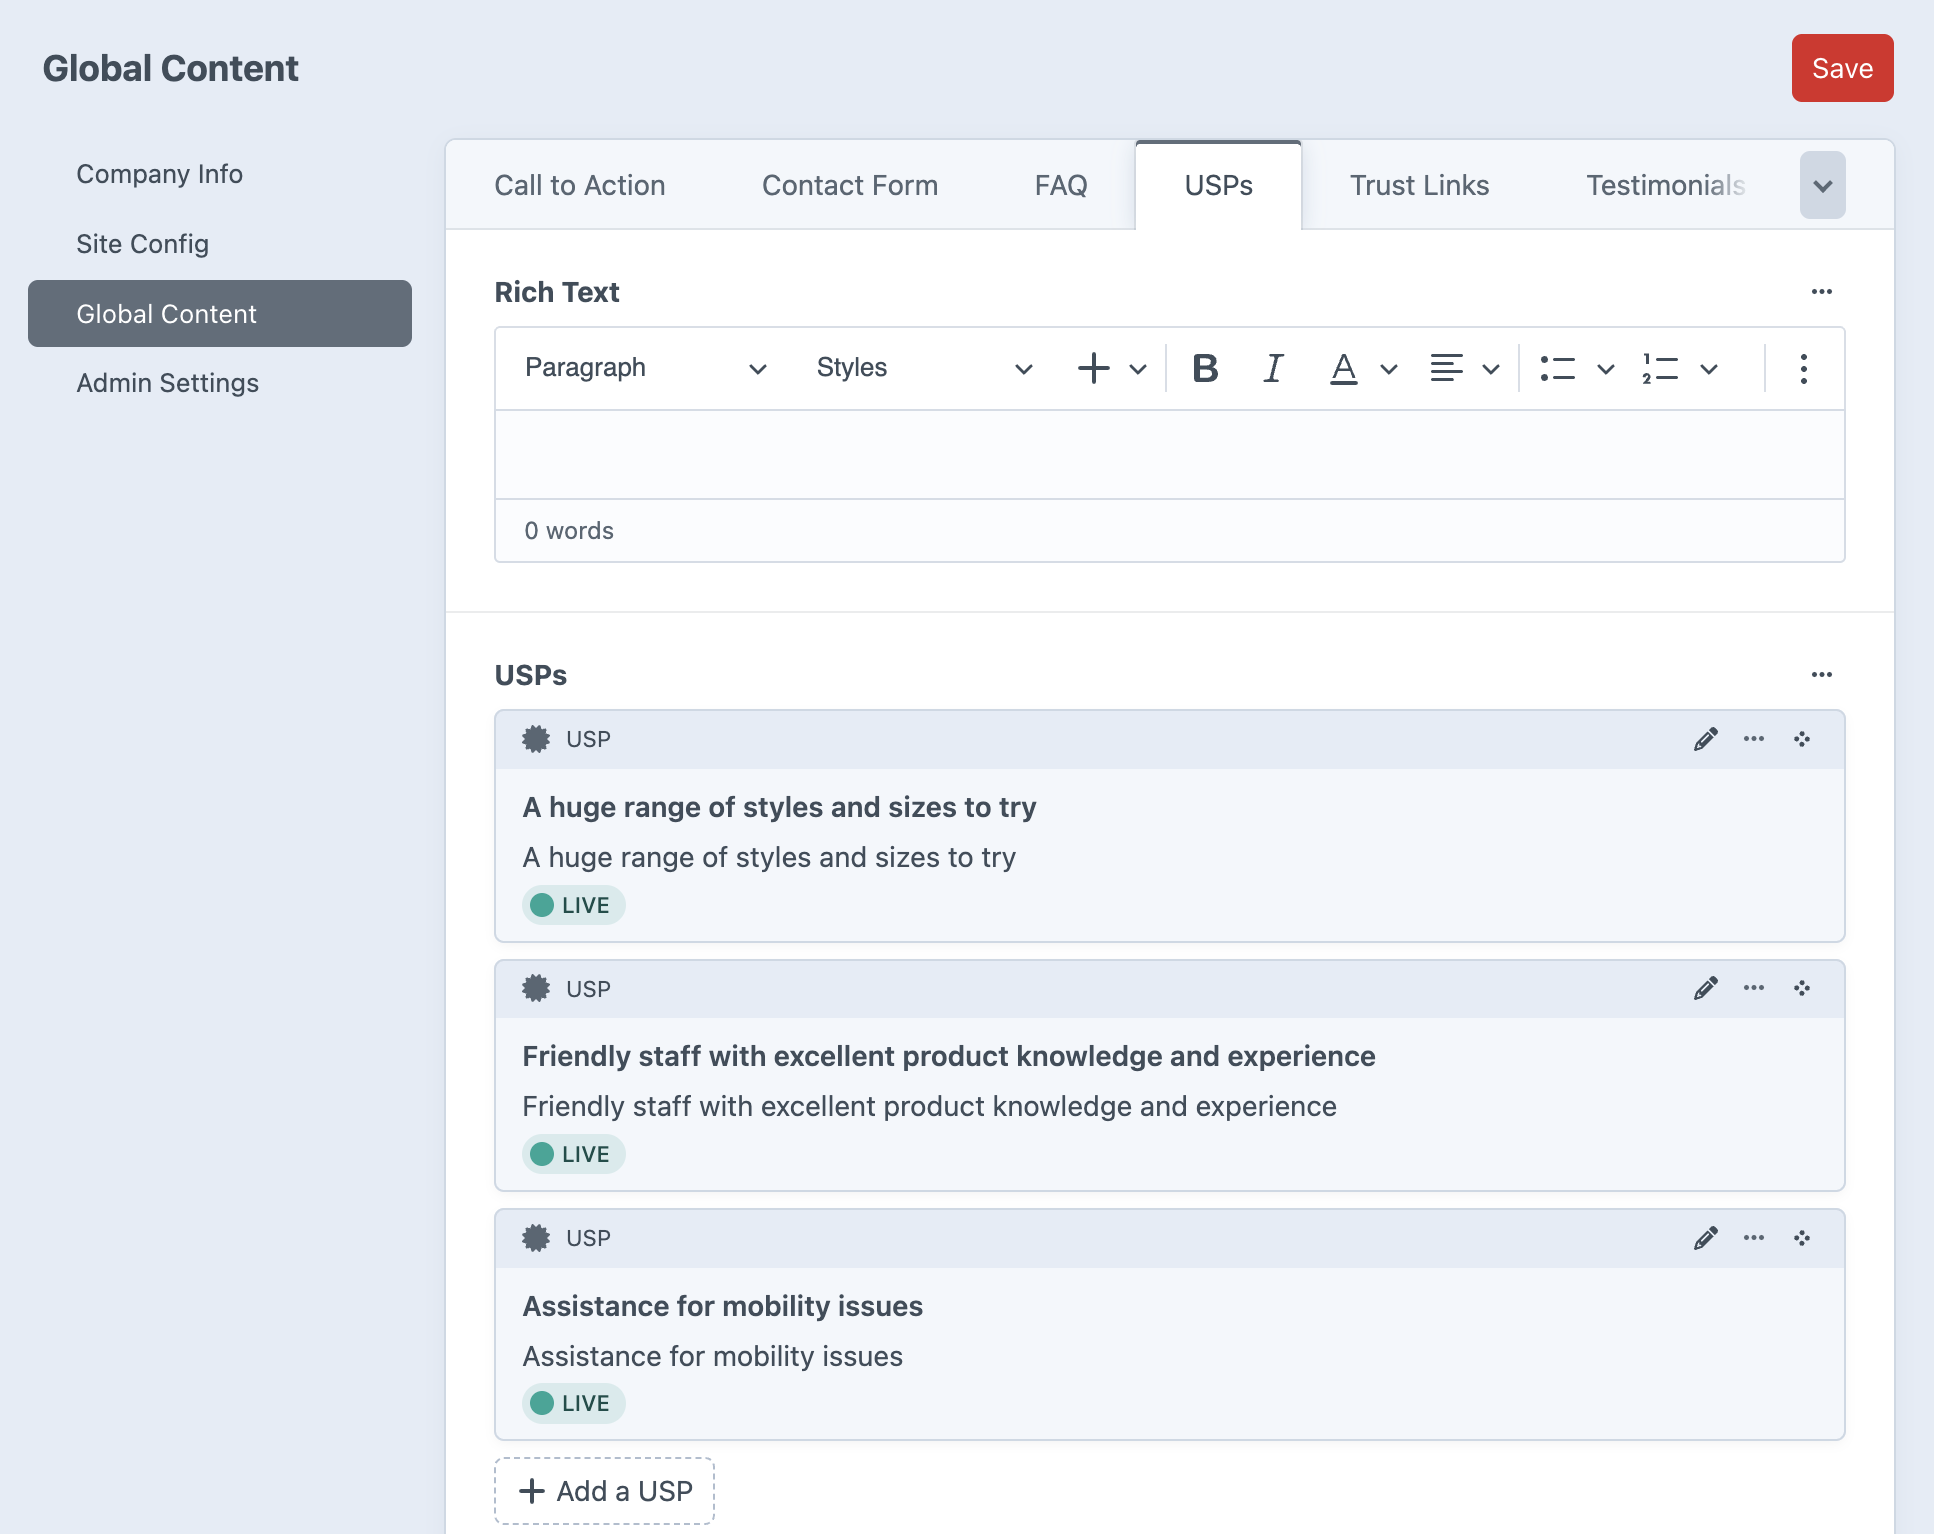 Global Content
Save
Company Info
Site Config
Global Content
Admin Settings
Call to Action
Contact Form
FAQ
USPs
Trust Links
Testimonials
Rich Text
Paragraph
Styles
0 words
USPs
USP
A huge range of styles and sizes to try
A huge range of styles and sizes to try
LIVE
USP
Friendly staff with excellent product knowledge and experience
Friendly staff with excellent product knowledge and experience
LIVE
USP
Assistance for mobility issues
Assistance for mobility issues
LIVE
Add a USP